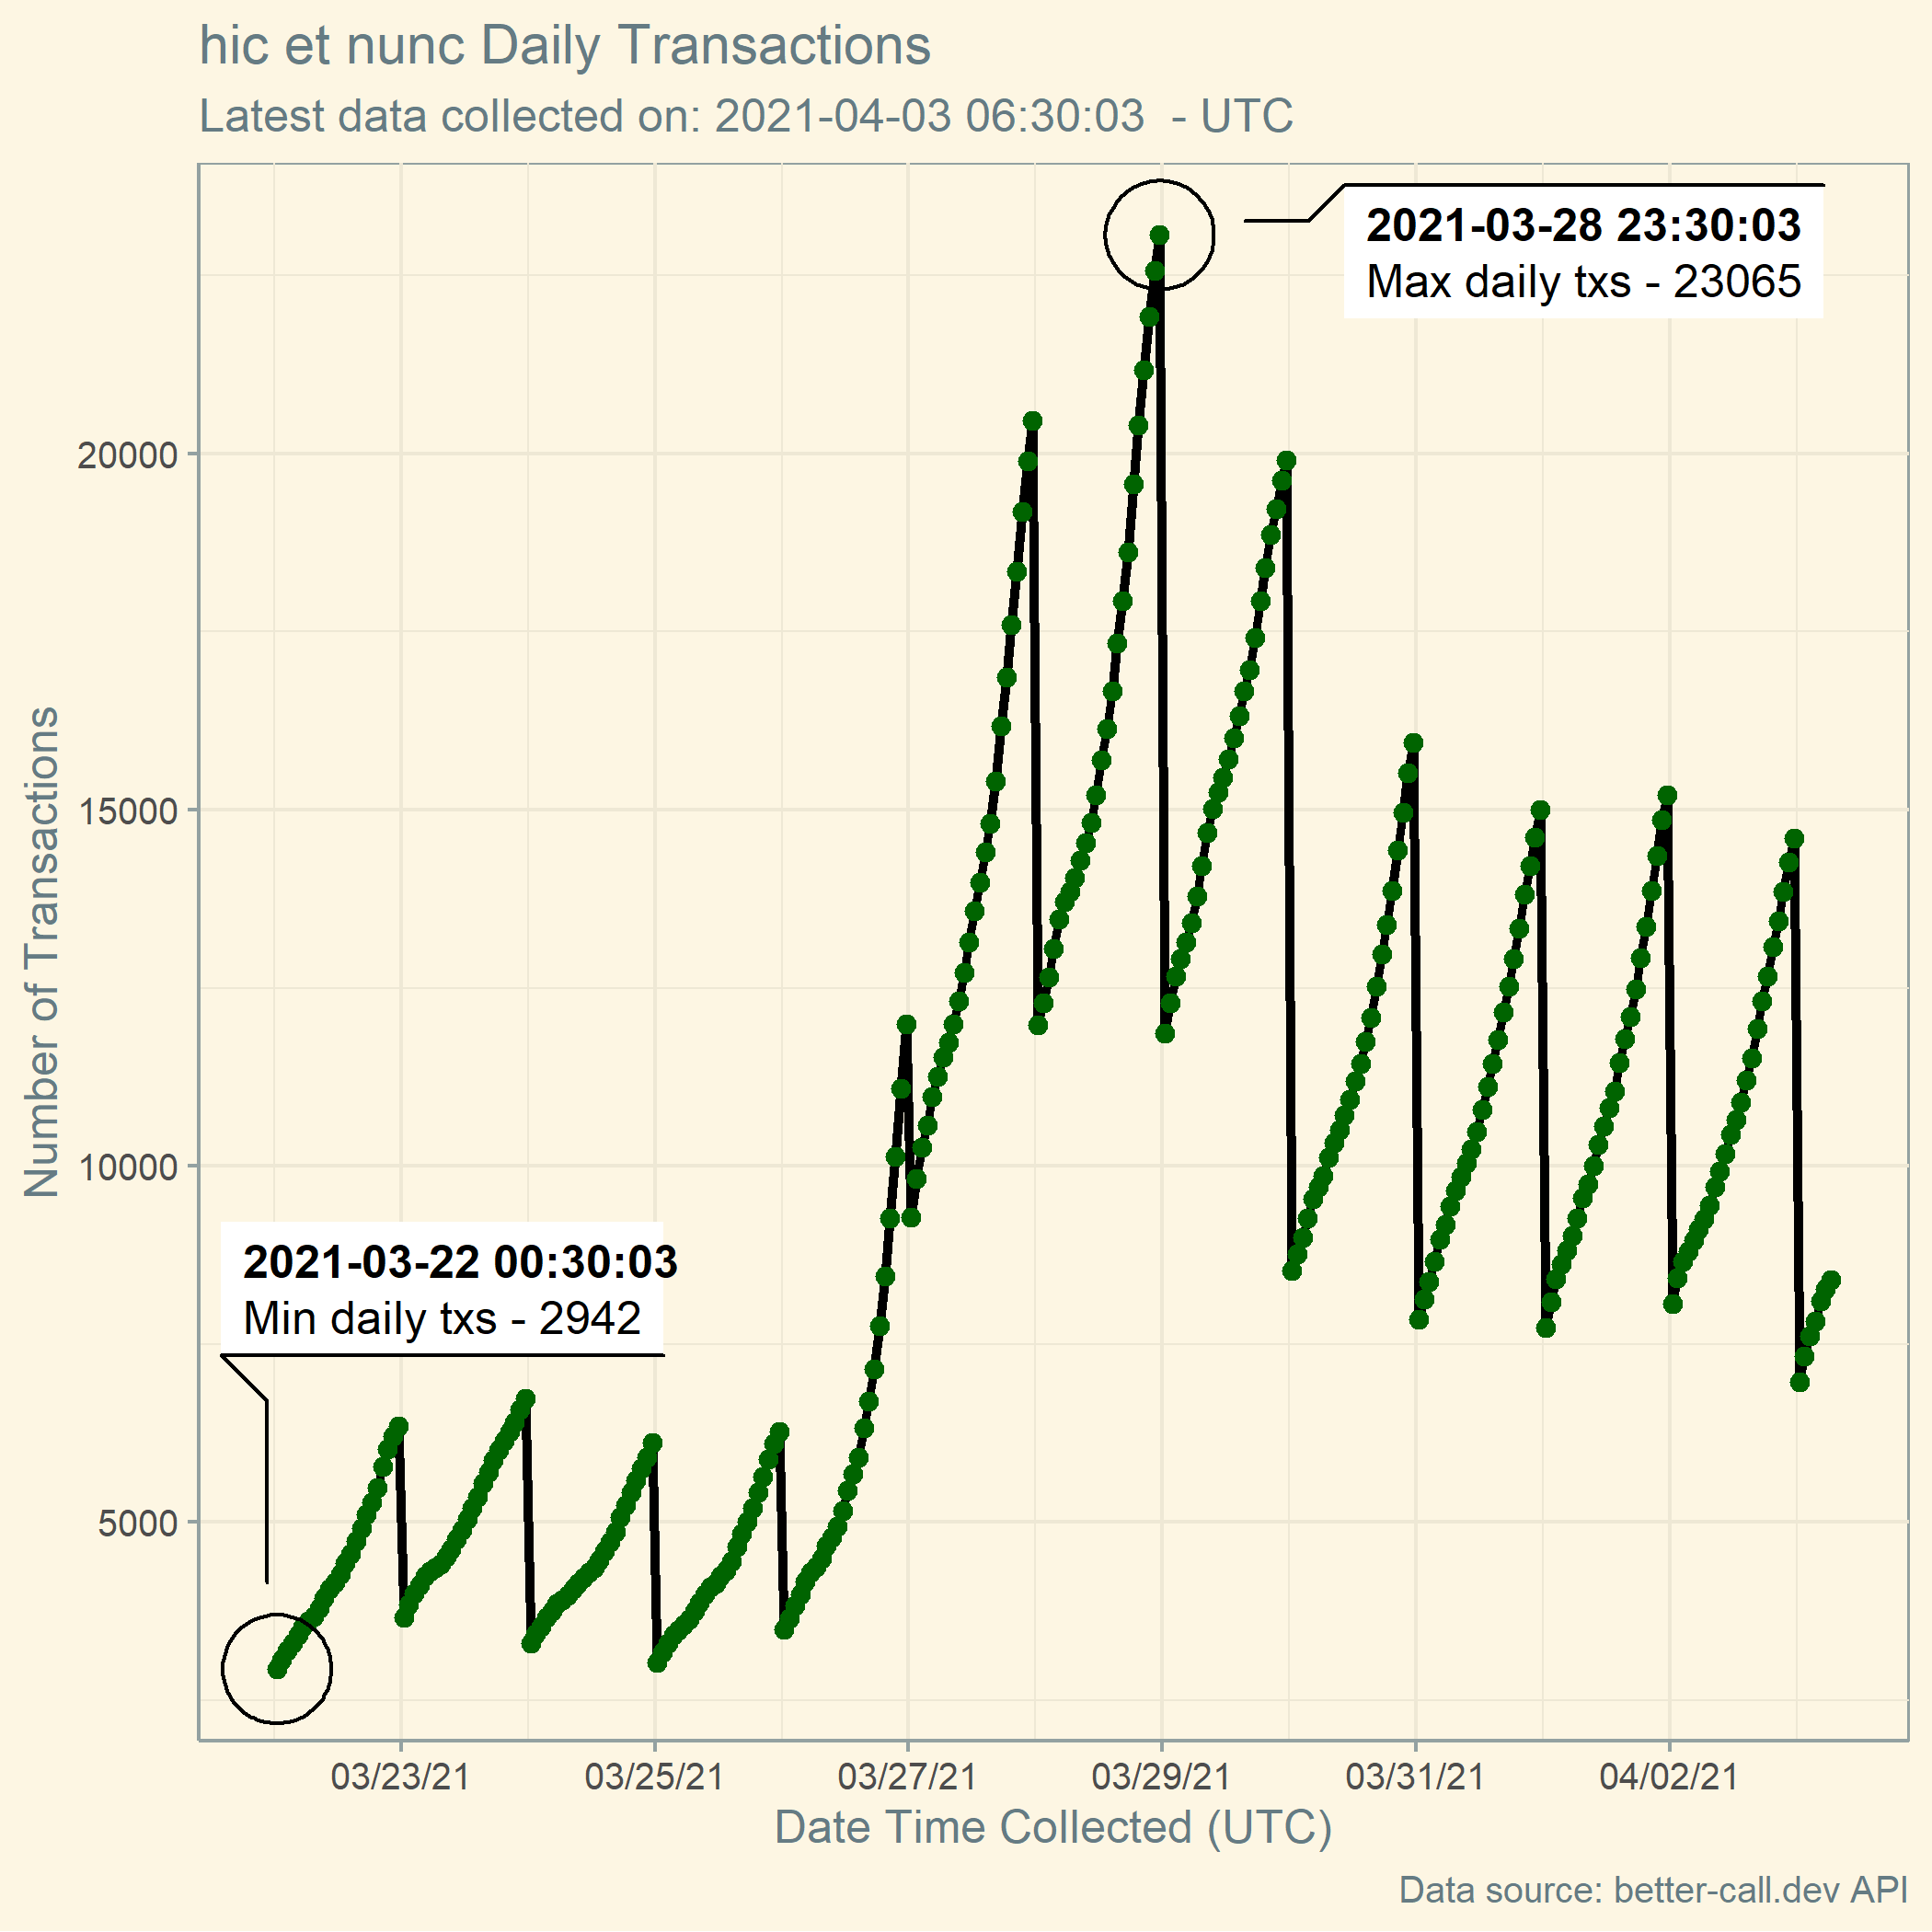 hic et nunc Daily Transactions
Latest data collected on: 2021-04-03 06:30:03  - UTC
2021-03-28 23:30:03
Max daily txs - 23065
20000
15000
10000
5000
Number of Transactions
2021-03-22 00:30:03
Min daily txs - 2942
03/23/21 03/25/21 03/27/21 03/29/21 03/31/21 04/02/21
Date Time Collected (UTC)
Data source: better-call.dev API